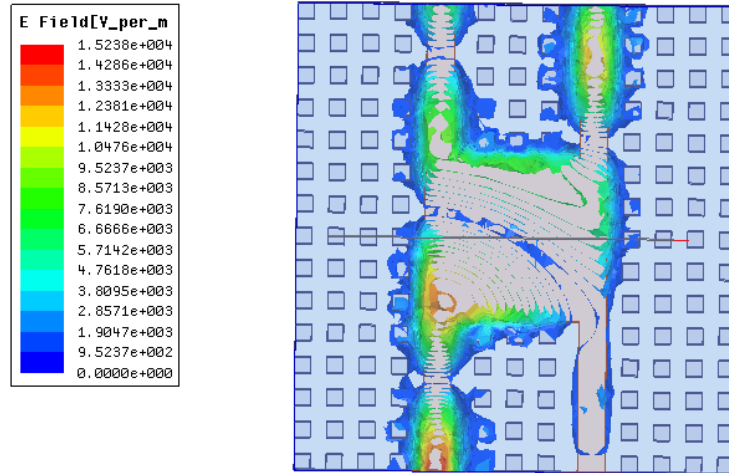 E Field[V_per_m
1.5238e+004
1.4286e+004
1.3333e+004
1.2381e+004
1.1428e+004
1.0476e+004
9.5237e+003
8.5713e+003
7.6190e+003
6.6666e+003
5.7142e+003
4.7618e+003
3.8095e+003
2.8571e+003
1.9047e+003
9.5237e+002
0.0000e+000